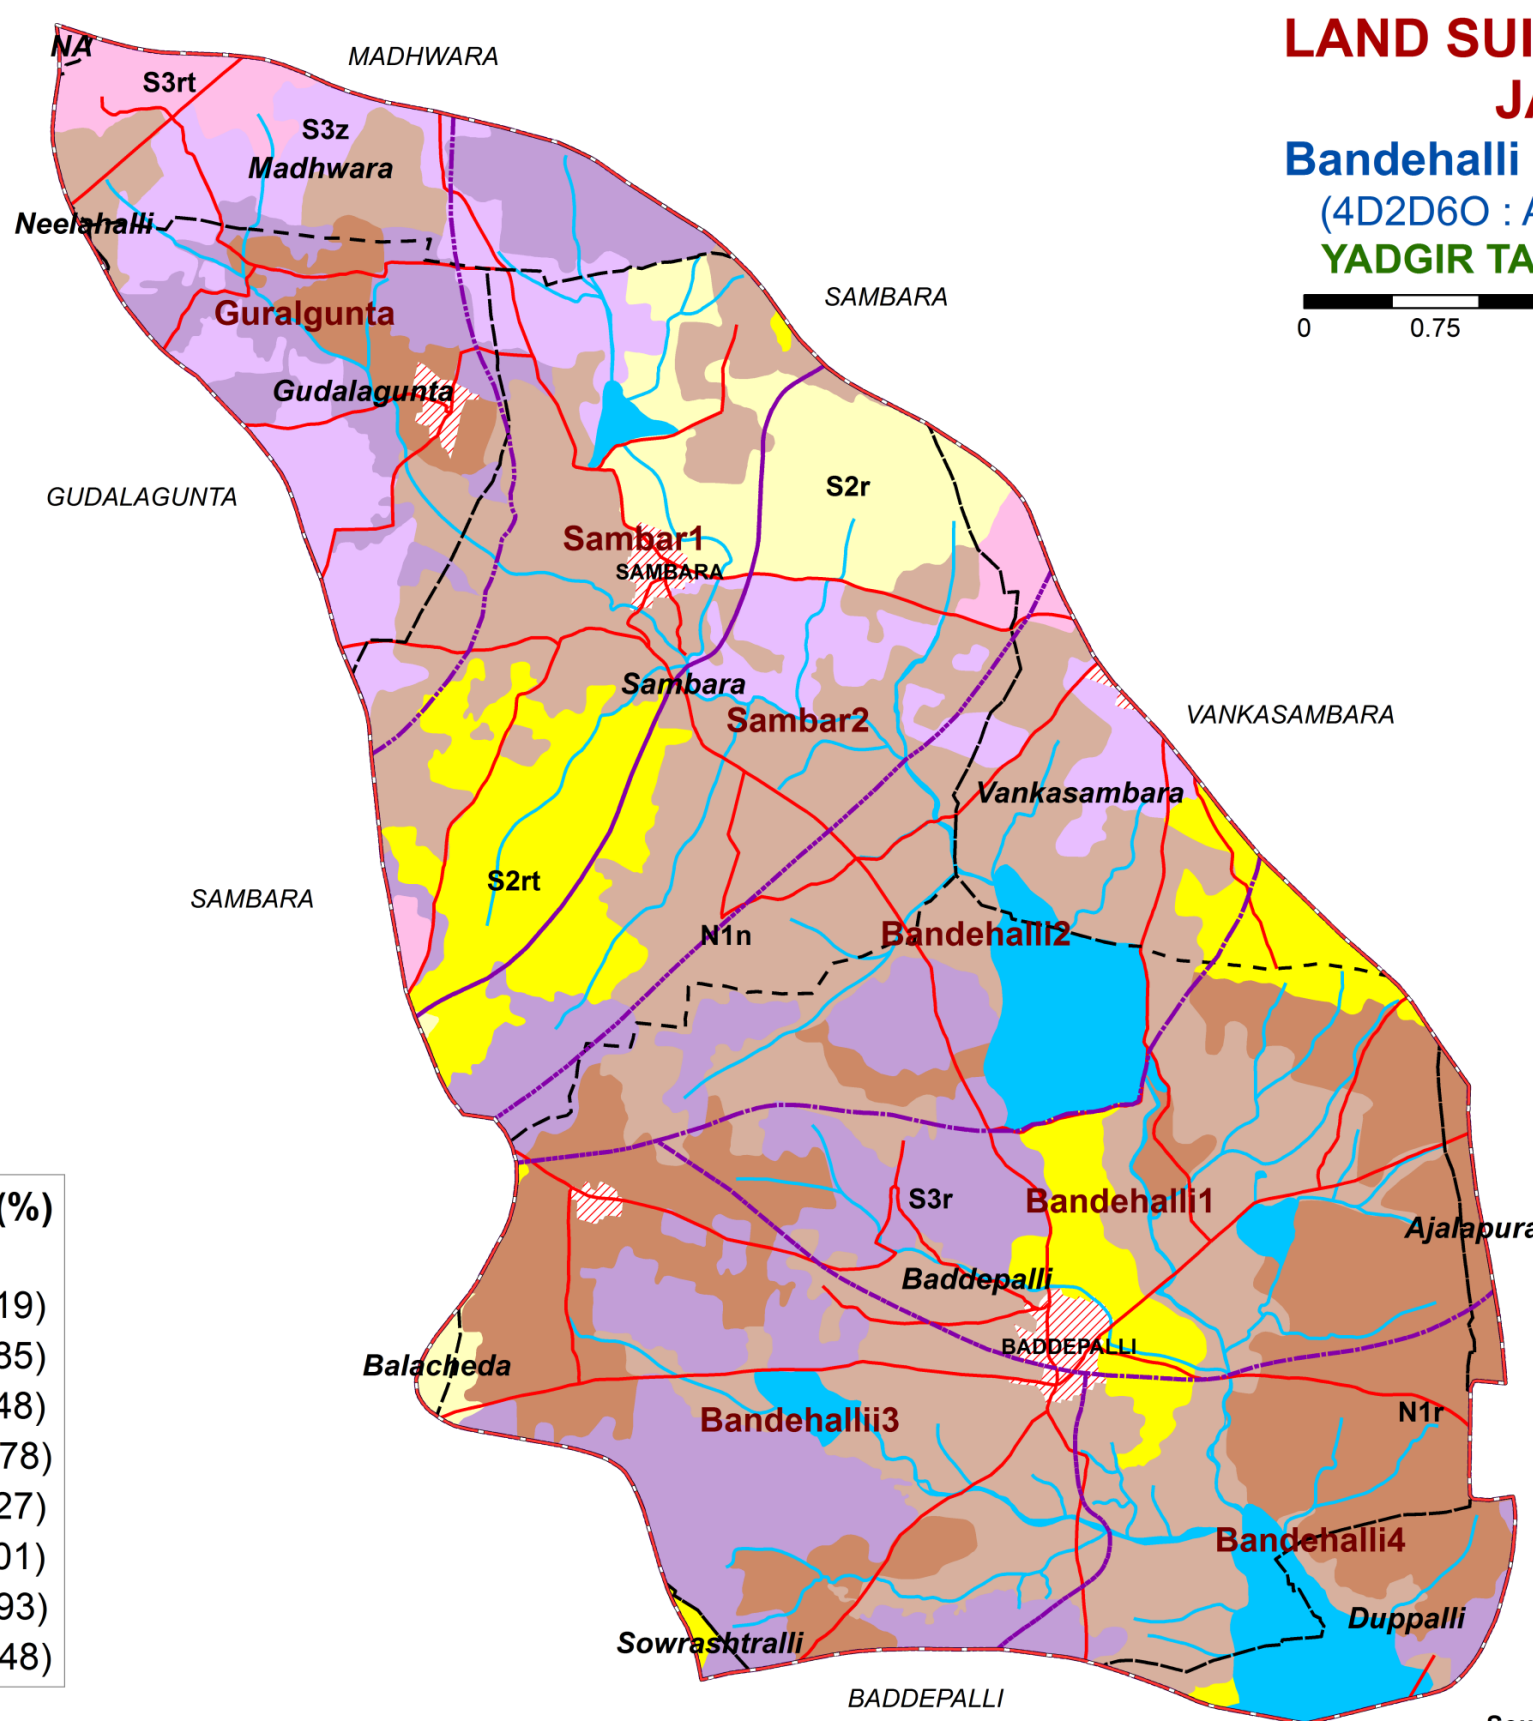 LAND SUI
JA
Bandehalli
(4D2D6O : A
YADGIR TA
0 0.75
NA
MADHWARA
S3rt
S3z
Madhwara
Neelahalli
SAMBARA
Guralgunta
Gudalagunta
GUDALAGUNTA
S2r
Sambar1
SAMBARA
Sambara
Sambar2
VANKASAMBARA
Vankasambara
S2rt
SAMBARA
N1n
Bandehalli2
(%)
S3r
Bandehalli1
Ajalapura
Baddepalli
19)
BADDEPALLI
35)
Balacheda
48)
Bandehallii3
N1r
78)
27)
Bandehalli4
01)
93)
Duppalli
Sowrashtralli
48)
BADDEPALLI